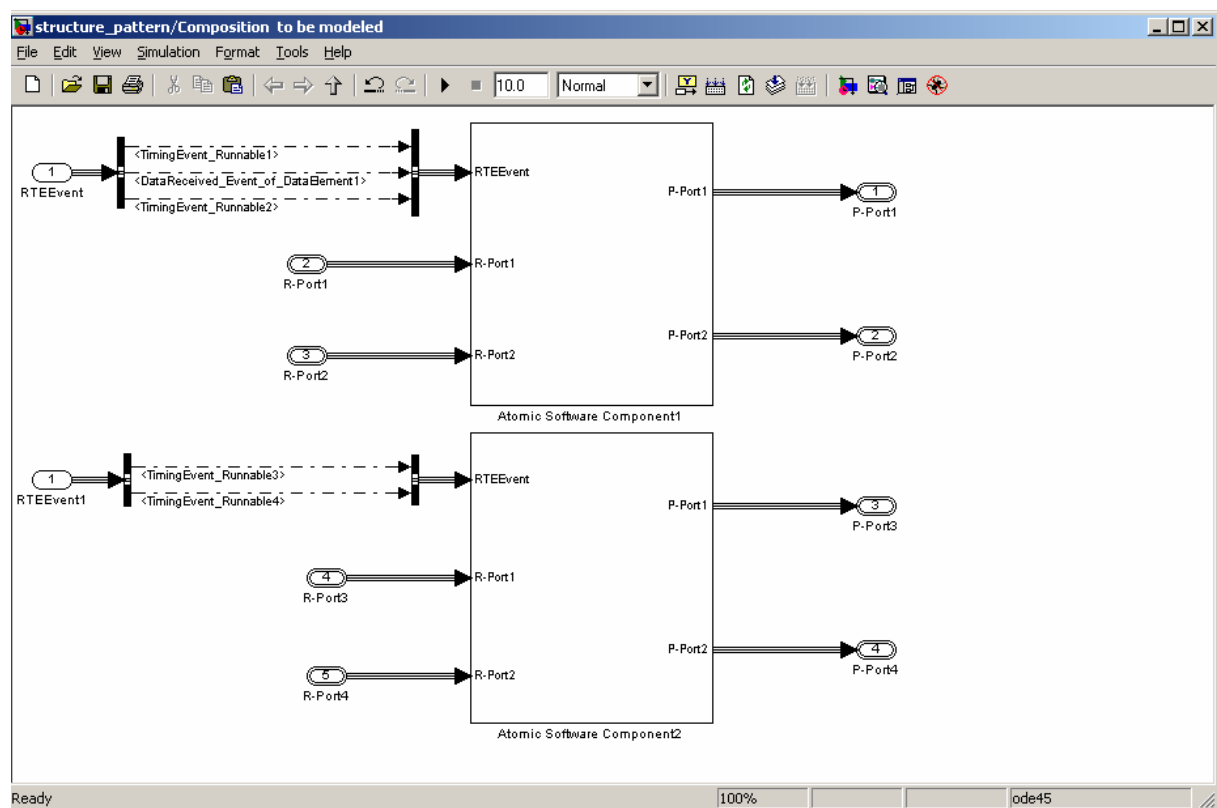 structure_pattern/Composition to be modeled
File Edit View Simulation Format Tools Help
10.0 Normal
<TimingEvent_Runnable1>
1 RTEEvent P-Port1 1
<DataReceived_Event_of_DataElement1>
RTEEvent
<TimingEvent_Runnable2>
P-Port1
2 R-Port1
R-Port1
P-Port2 2
3 R-Port2 P-Port2
R-Port2
Atomic Software Component1
<TimingEvent_Runnable3>
1 RTEEvent
RTEEvent1 <TimingEvent_Runnable4>
P-Port1 3
P-Port3
4 R-Port1
R-Port3
P-Port2 4
P-Port4
5 R-Port2
R-Port4
Atomic Software Component2
Ready 100% ode45